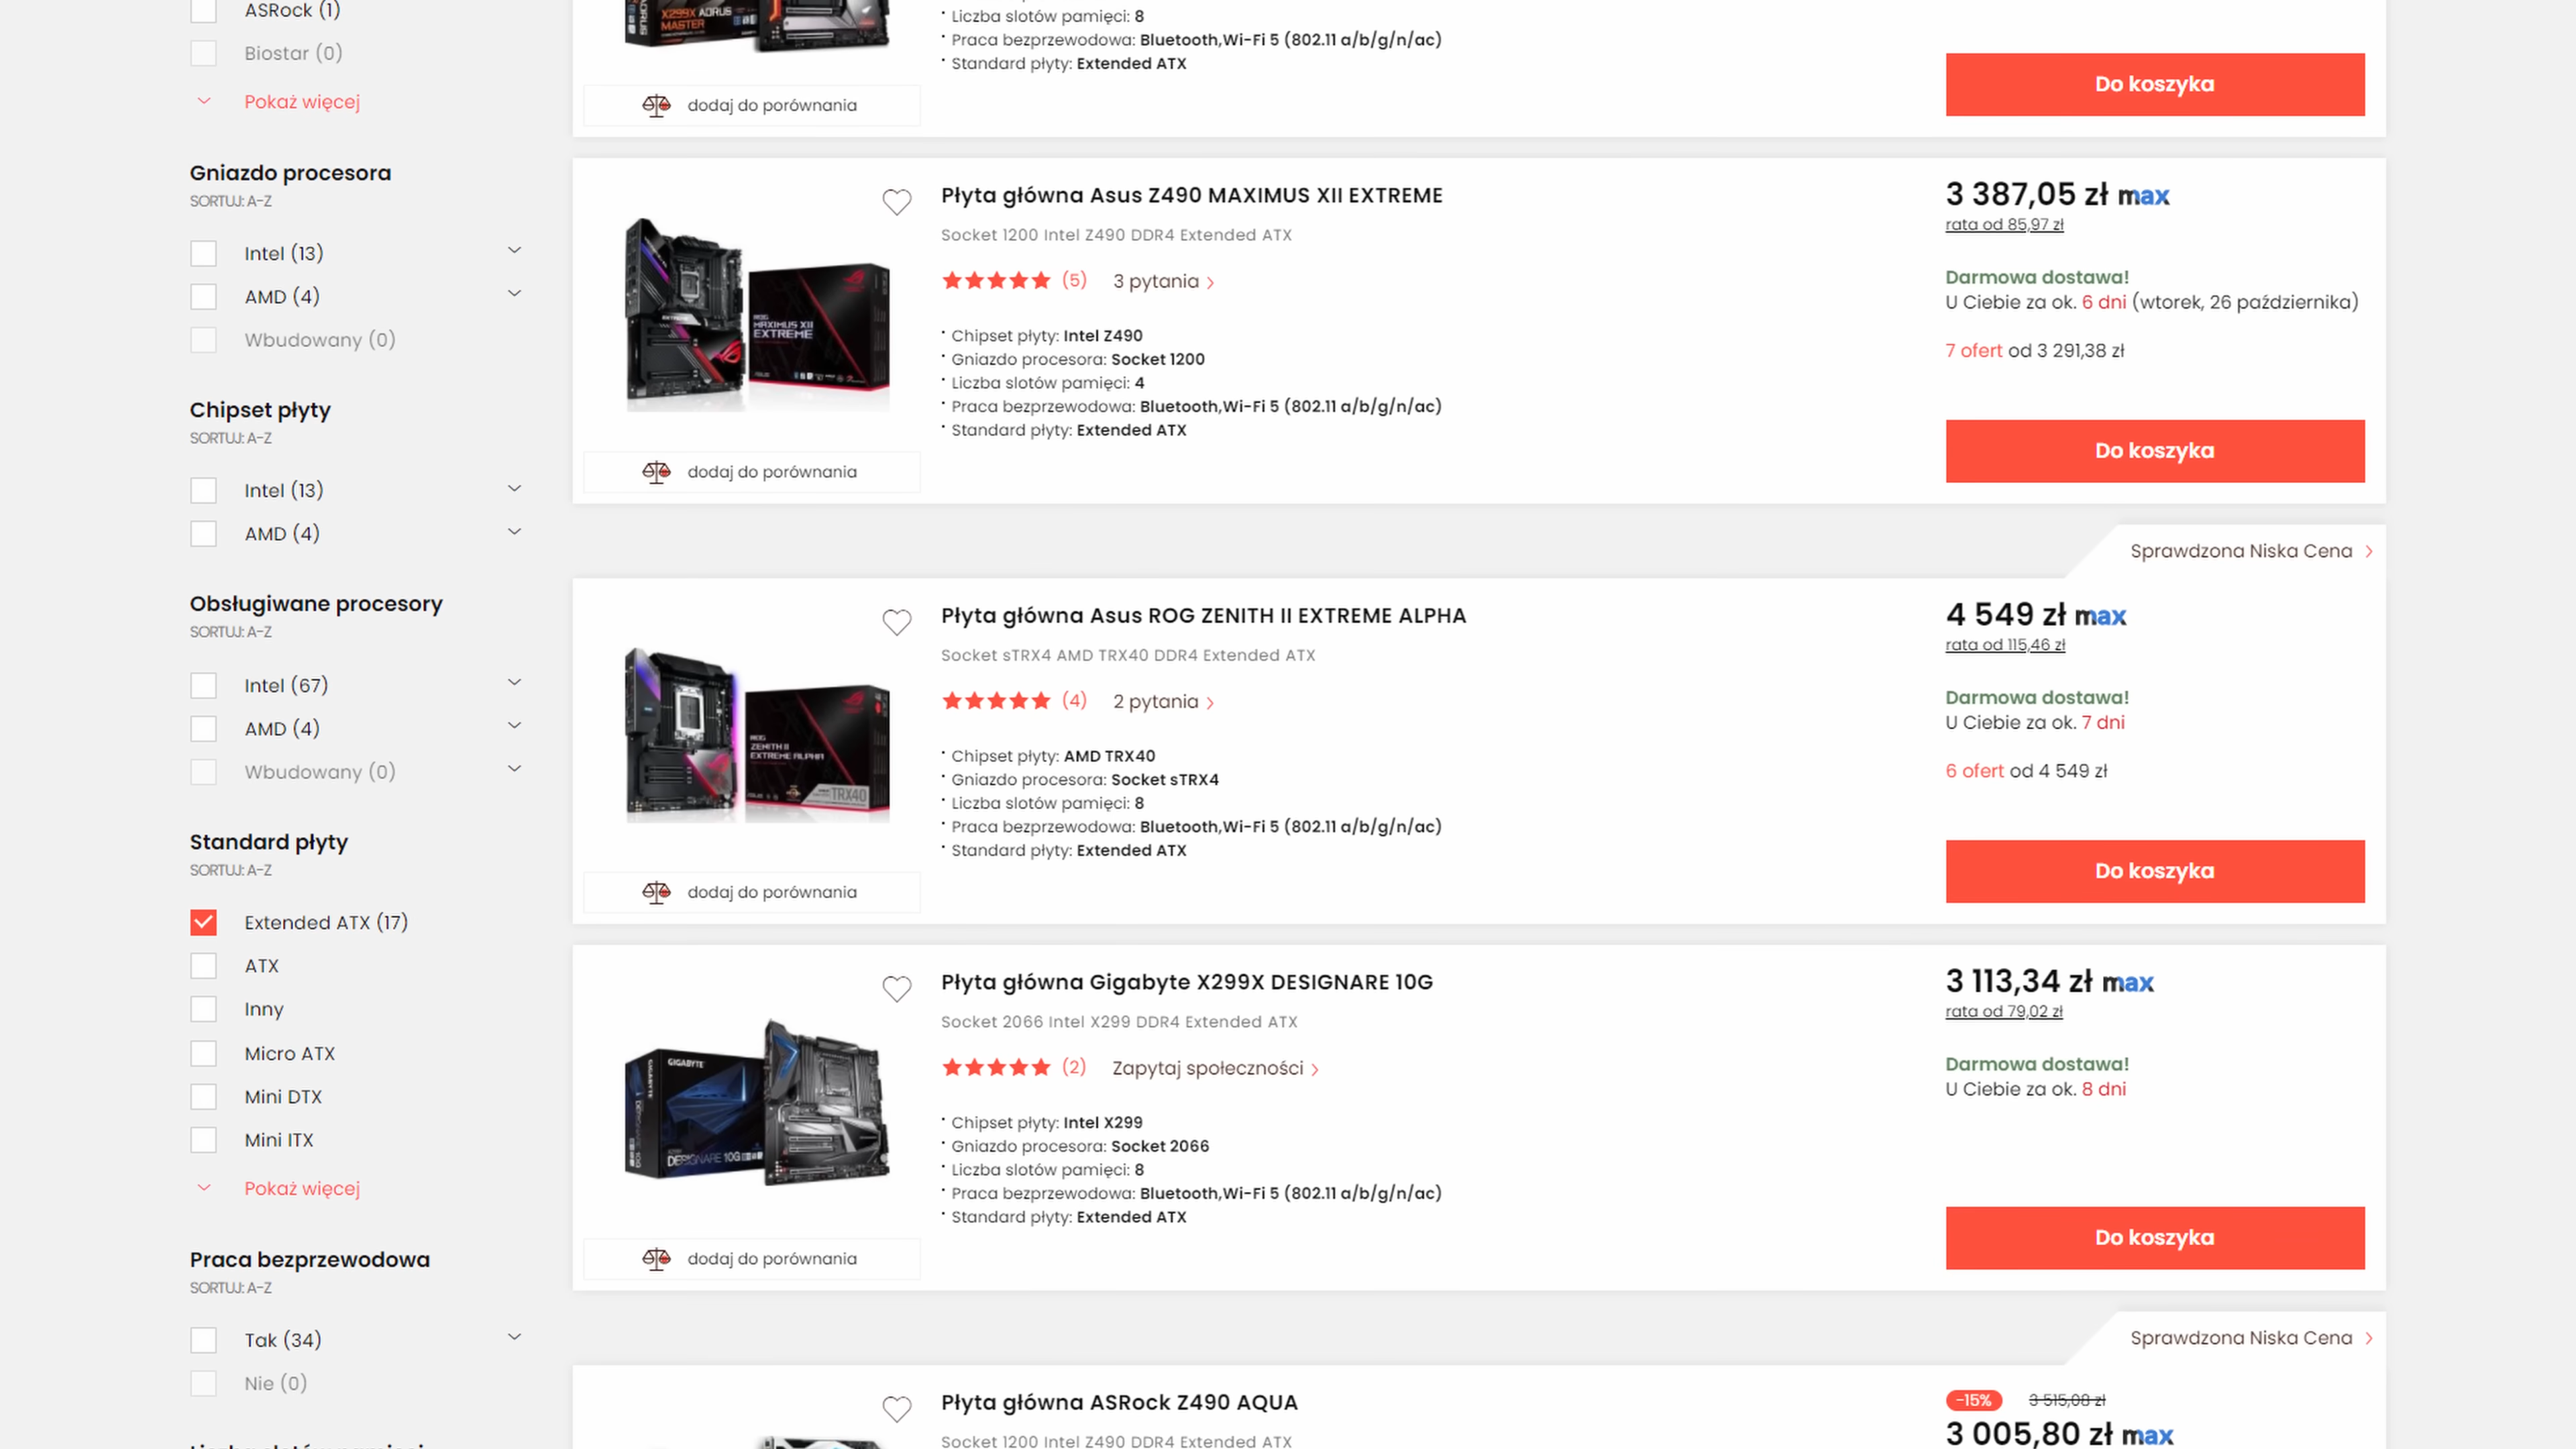 ASRock (1)
Biostar (0)
Pokaż więcej
Gniazdo procesora
SORTUJ: A-Z
Intel (13)
AMD (4)
Wbudowany (0)
Chipset płyty
SORTUJ: A-Z
Intel (13)
AMD (4)
Obsługiwane procesory
SORTUJ: A-Z
Intel (67)
AMD (4)
Wbudowany (0)
Standard płyty
SORTUJ: A-Z
Extended ATX (17)
ATX
Inny
Micro ATX
Mini DTX
Mini ITX
Pokaż więcej
Praca bezprzewodowa
SORTUJ: A-Z
Tak (34)
Nie (0)
X299X AORUS
MASTER
Liczba slotów pamięci: 8
Praca bezprzewodowa: Bluetooth,Wi-Fi 5 (802.11 a/b/g/n/ac)
Standard płyty: Extended ATX
dodaj do porównania
Do koszyka
Płyta główna Asus Z490 MAXIMUS XII EXTREME
Socket 1200 Intel Z490 DDR4 Extended ATX
(5) 3 pytania
Chipset płyty: Intel Z490
Gniazdo procesora: Socket 1200
Liczba slotów pamięci: 4
Praca bezprzewodowa: Bluetooth,Wi-Fi 5 (802.11 a/b/g/n/ac)
Standard płyty: Extended ATX
ROG
MAXIMUS XII
EXTREME
dodaj do porównania
3 387,05 zł max
rata od 85,97 zł
Darmowa dostawa!
U Ciebie za ok. 6 dni (wtorek, 26 października)
7 ofert od 3 291,38 zł
Do koszyka
Sprawdzona Niska Cena
Płyta główna Asus ROG ZENITH II EXTREME ALPHA
Socket sTRX4 AMD TRX40 DDR4 Extended ATX
(4) 2 pytania
Chipset płyty: AMD TRX40
Gniazdo procesora: Socket sTRX4
Liczba slotów pamięci: 8
Praca bezprzewodowa: Bluetooth,Wi-Fi 5 (802.11 a/b/g/n/ac)
Standard płyty: Extended ATX
ROG
ZENITH II
EXTREME ALPHA
TRX40
dodaj do porównania
4 549 zł max
rata od 115,46 zł
Darmowa dostawa!
U Ciebie za ok. 7 dni
6 ofert od 4 549 zł
Do koszyka
Płyta główna Gigabyte X299X DESIGNARE 10G
Socket 2066 Intel X299 DDR4 Extended ATX
(2) Zapytaj społeczności
Chipset płyty: Intel X299
Gniazdo procesora: Socket 2066
Liczba slotów pamięci: 8
Praca bezprzewodowa: Bluetooth,Wi-Fi 5 (802.11 a/b/g/n/ac)
Standard płyty: Extended ATX
GIGABYTE
DESIGNARE 10G
dodaj do porównania
3 113,34 zł max
rata od 79,02 zł
Darmowa dostawa!
U Ciebie za ok. 8 dni
Do koszyka
Sprawdzona Niska Cena
Płyta główna ASRock Z490 AQUA
Socket 1200 Intel Z490 DDR4 Extended ATX
-15% 3 515,08 zł
3 005,80 zł max